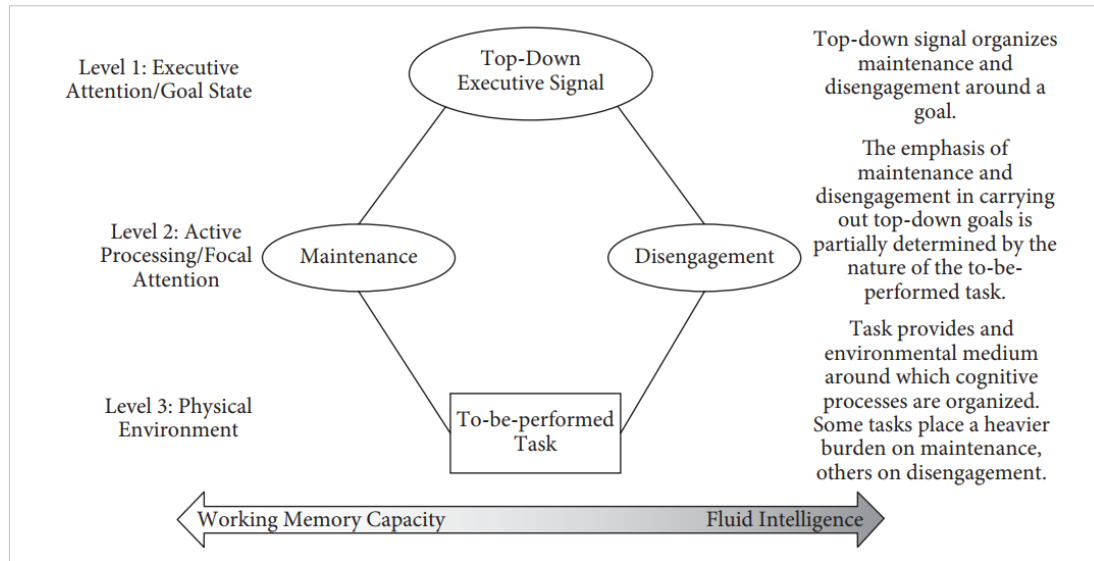 Level 1: Executive
Attention/Goal State
Top-Down
Executive Signal
Top-down signal organizes
maintenance and
disengagement around a
goal.
Level 2: Active
Processing/Focal
Attention
Maintenance
Disengagement
The emphasis of
maintenance and
disengagement in carrying
out top-down goals is
partially determined by the
nature of the to-be-
performed task.
Level 3: Physical
Environment
To-be-performed
Task
Task provides and
environmental medium
around which cognitive
processes are organized.
Some tasks place a heavier
burden on maintenance,
others on disengagement.
Working Memory Capacity
Fluid Intelligence